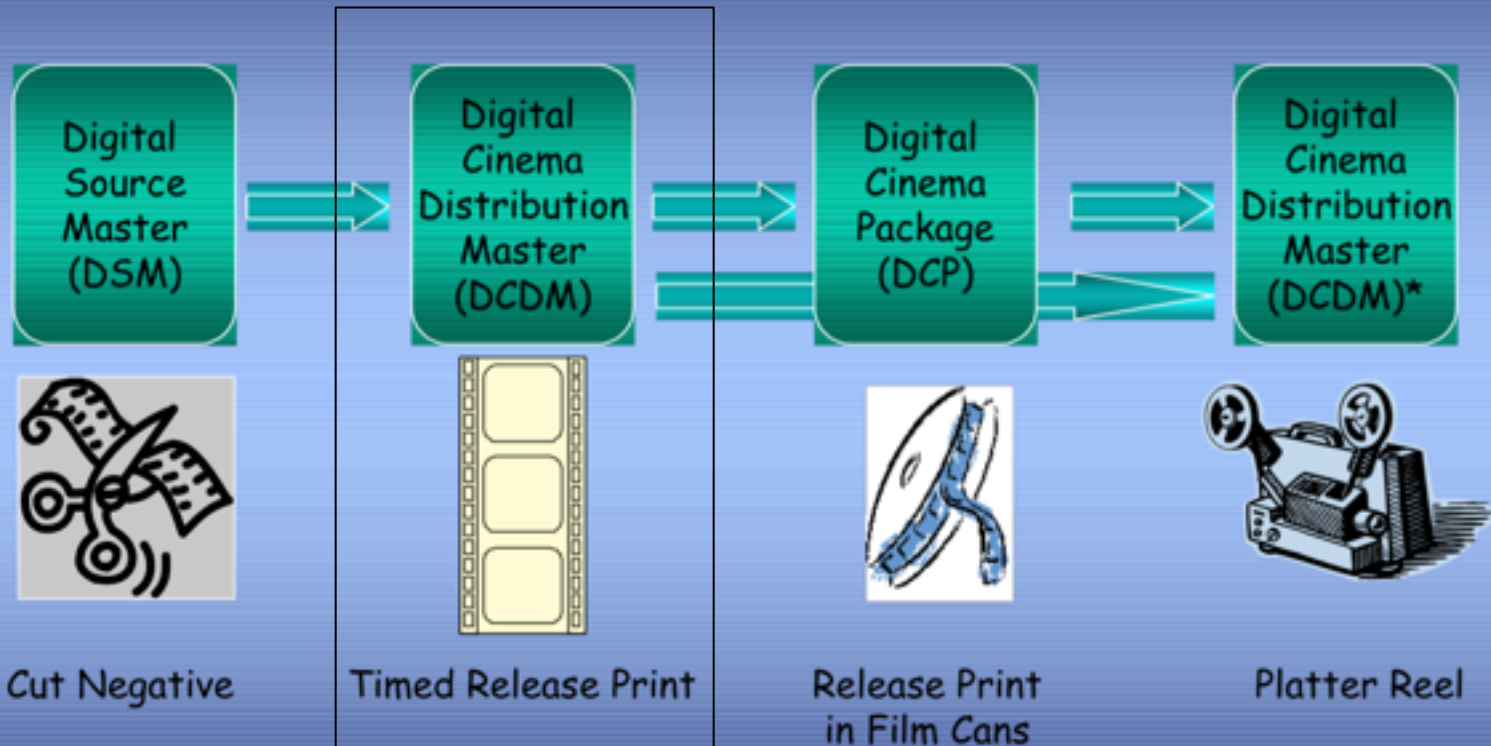 Digital
Source
Master
(DSM)
Digital
Cinema
Distribution
Master
(DCDM)
Digital
Cinema
Package
(DCP)
Digital
Cinema
Distribution
Master
(DCDM)*
Cut Negative
Timed Release Print
Release Print
in Film Cans
Platter Reel